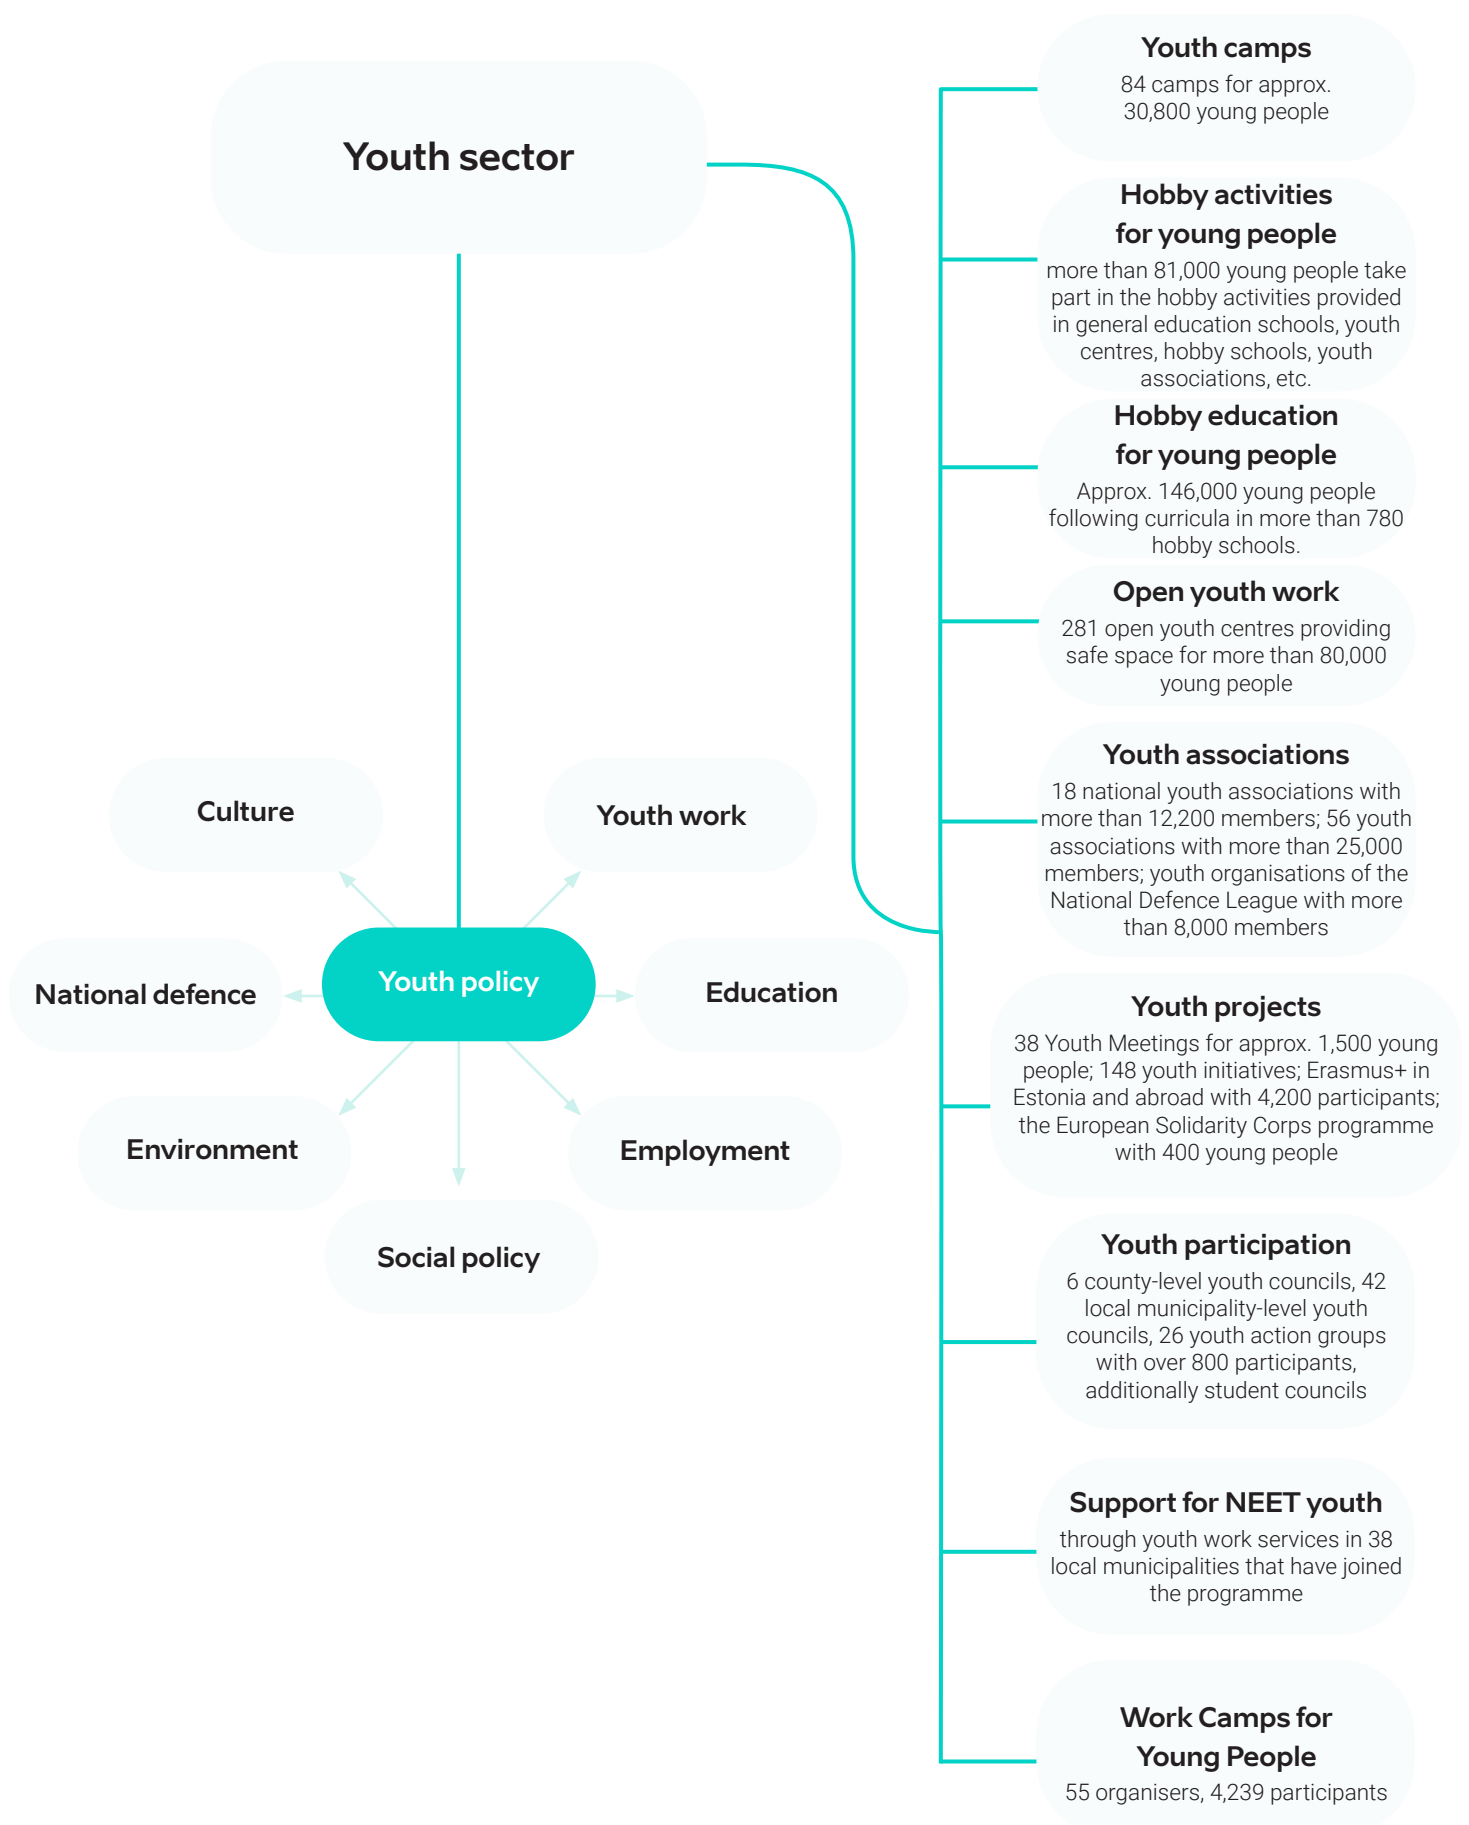 Youth sector
Culture
Youth work
National defence
Youth policy
Education
Environment
Employment
Social policy
Youth camps
84 camps for approx.
30,800 young people
Hobby activities
for young people
more than 81,000 young people take
part in the hobby activities provided
in general education schools, youth
centres, hobby schools, youth
associations, etc.
Hobby education
for young people
Approx. 146,000 young people
following curricula in more than 780
hobby schools.
Open youth work
281 open youth centres providing
safe space for more than 80,000
young people
Youth associations
18 national youth associations with
more than 12,200 members; 56 youth
associations with more than 25,000
members; youth organisations of the
National Defence League with more
than 8,000 members
Youth projects
38 Youth Meetings for approx. 1,500 young
people; 148 youth initiatives; Erasmus+ in
Estonia and abroad with 4,200 participants;
the European Solidarity Corps programme
with 400 young people
Youth participation
6 county-level youth councils, 42
local municipality-level youth
councils, 26 youth action groups
with over 800 participants,
additionally student councils
Support for NEET youth
through youth work services in 38
local municipalities that have joined
the programme
Work Camps for
Young People
55 organisers, 4,239 participants